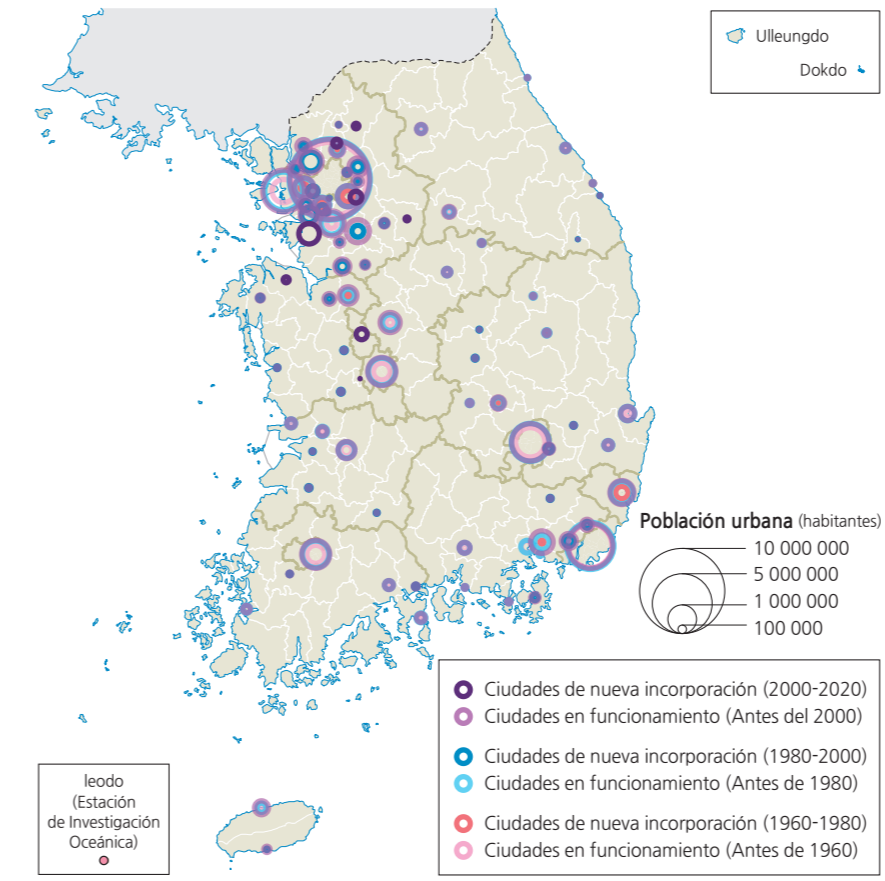 Ulleungdo
Dokdo
Población urbana (habitantes)
10 000 000
5 000 000
1 000 000
100 000
Ciudades de nueva incorporación (2000-2020)
Ciudades en funcionamiento (Antes del 2000)
Ciudades de nueva incorporación (1980-2000)
Ciudades en funcionamiento (Antes de 1980)
Ciudades de nueva incorporación (1960-1980)
Ciudades en funcionamiento (Antes de 1960)
Ieodo
(Estación
de Investigación
Oceánica)